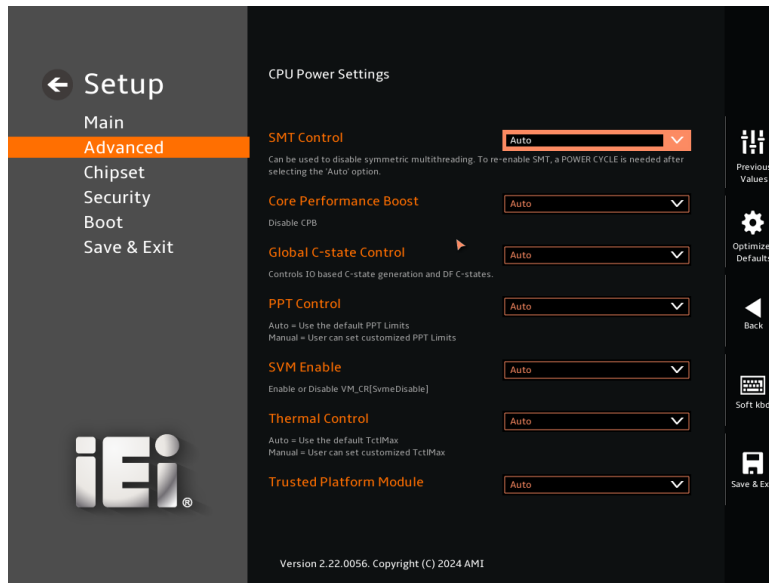 Setup
Main
Advanced
Chipset
Security
Boot
Save & Exit
iEi®
CPU Power Settings
SMT Control
Auto
Can be used to disable symmetric multithreading. To re-enable SMT, a POWER CYCLE is needed after
selecting the 'Auto' option.
Core Performance Boost
Auto
Disable CPB
Global C-state Control
Auto
Controls IO based C-state generation and DF C-states.
PPT Control
Auto
Auto = Use the default PPT Limits
Manual = User can set customized PPT Limits
SVM Enable
Auto
Enable or Disable VM_CR[SvmeDisable]
Thermal Control
Auto
Auto = Use the default TctlMax
Manual = User can set customized TctlMax
Trusted Platform Module
Auto
Version 2.22.0056. Copyright (C) 2024 AMI
Previous
Values
Optimize
Default
Back
Soft kbd
Save & Ex